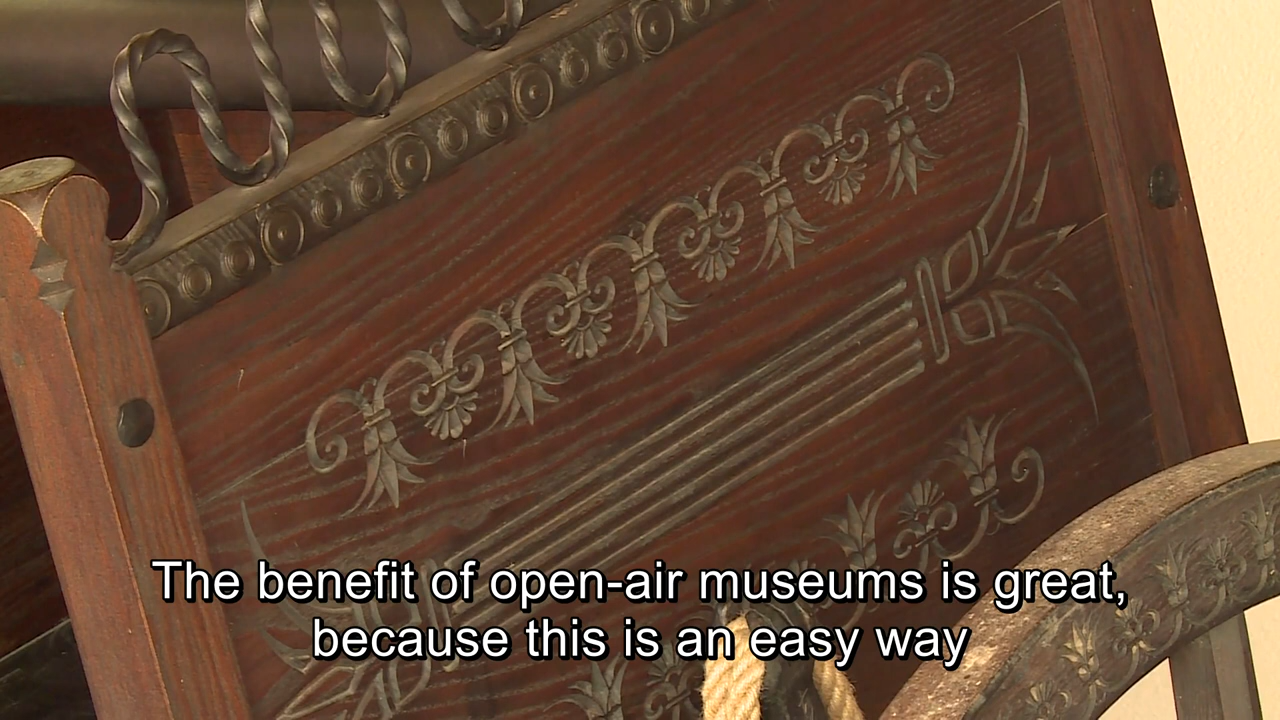 The benefit of open-air museums is great,
because this is an easy way